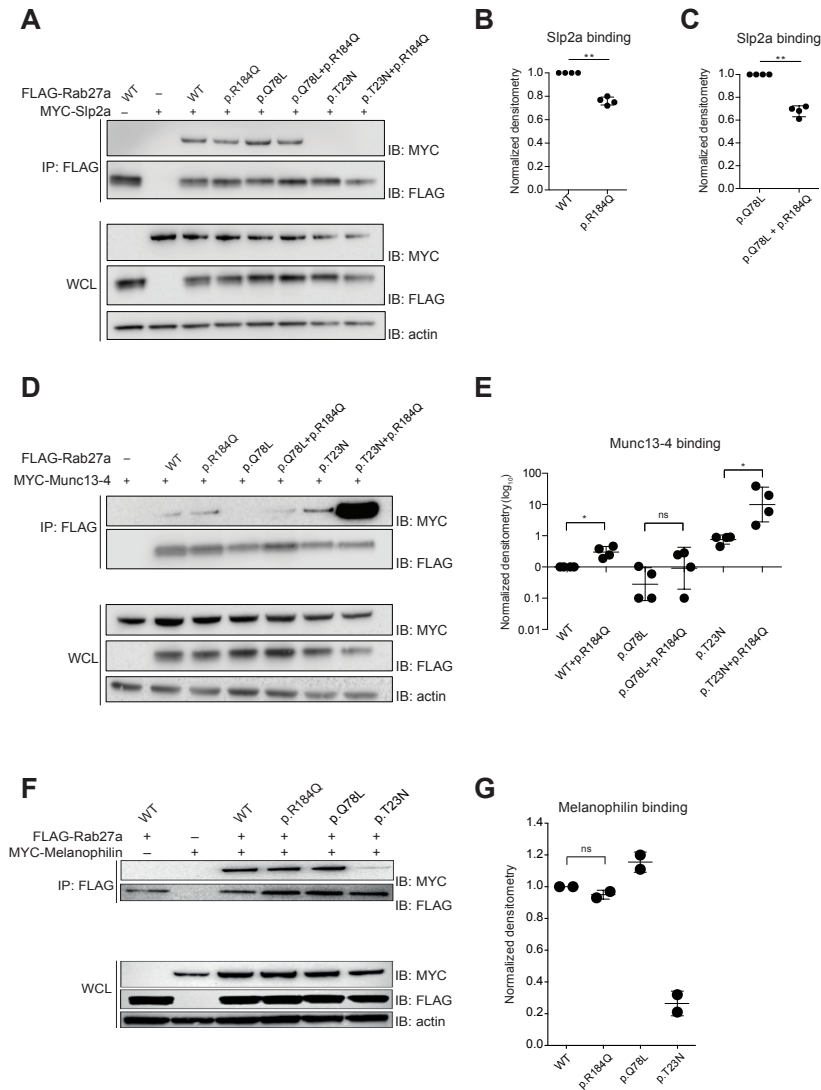 A
FLAG-Rab27a WT – WT p.R184Q p.Q78L p.Q78L+p.R184Q p.T23N p.T23N+p.R184Q
MYC-Slp2a – + + + + + + +
IP: FLAG
IB: MYC
IB: FLAG
WCL
IB: MYC
IB: FLAG
IB: actin
B
Slp2a binding
**
Normalized densitometry
1.0
0.8
0.6
0.4
0.2
0.0
WT
p.R184Q
C
Slp2a binding
**
Normalized densitometry
1.0
0.8
0.6
0.4
0.2
0.0
p.Q78L
p.Q78L + p.R184Q
D
FLAG-Rab27a – WT p.R184Q p.Q78L p.Q78L+p.R184Q p.T23N p.T23N+p.R184Q
MYC-Munc13-4 + + + + + + +
IP: FLAG
IB: MYC
IB: FLAG
WCL
IB: MYC
IB: FLAG
IB: actin
E
Munc13-4 binding
Normalized densitometry (log10)
100
10
1
0
0.1
0.01
*
ns
*
WT
WT+p.R184Q
p.Q78L
p.Q78L+p.R184Q
p.T23N
p.T23N+p.R184Q
F
WT WT p.R184Q p.Q78L p.T23N
FLAG-Rab27a + – + + + +
MYC-Melanophilin – + + + + +
IP: FLAG
IB: MYC
IB: FLAG
WCL
IB: MYC
IB: FLAG
IB: actin
G
Melanophilin binding
Normalized densitometry
1.4
1.2
1.0
0.8
0.6
0.4
0.2
0.0
ns
WT
p.R184Q
p.Q78L
p.T23N